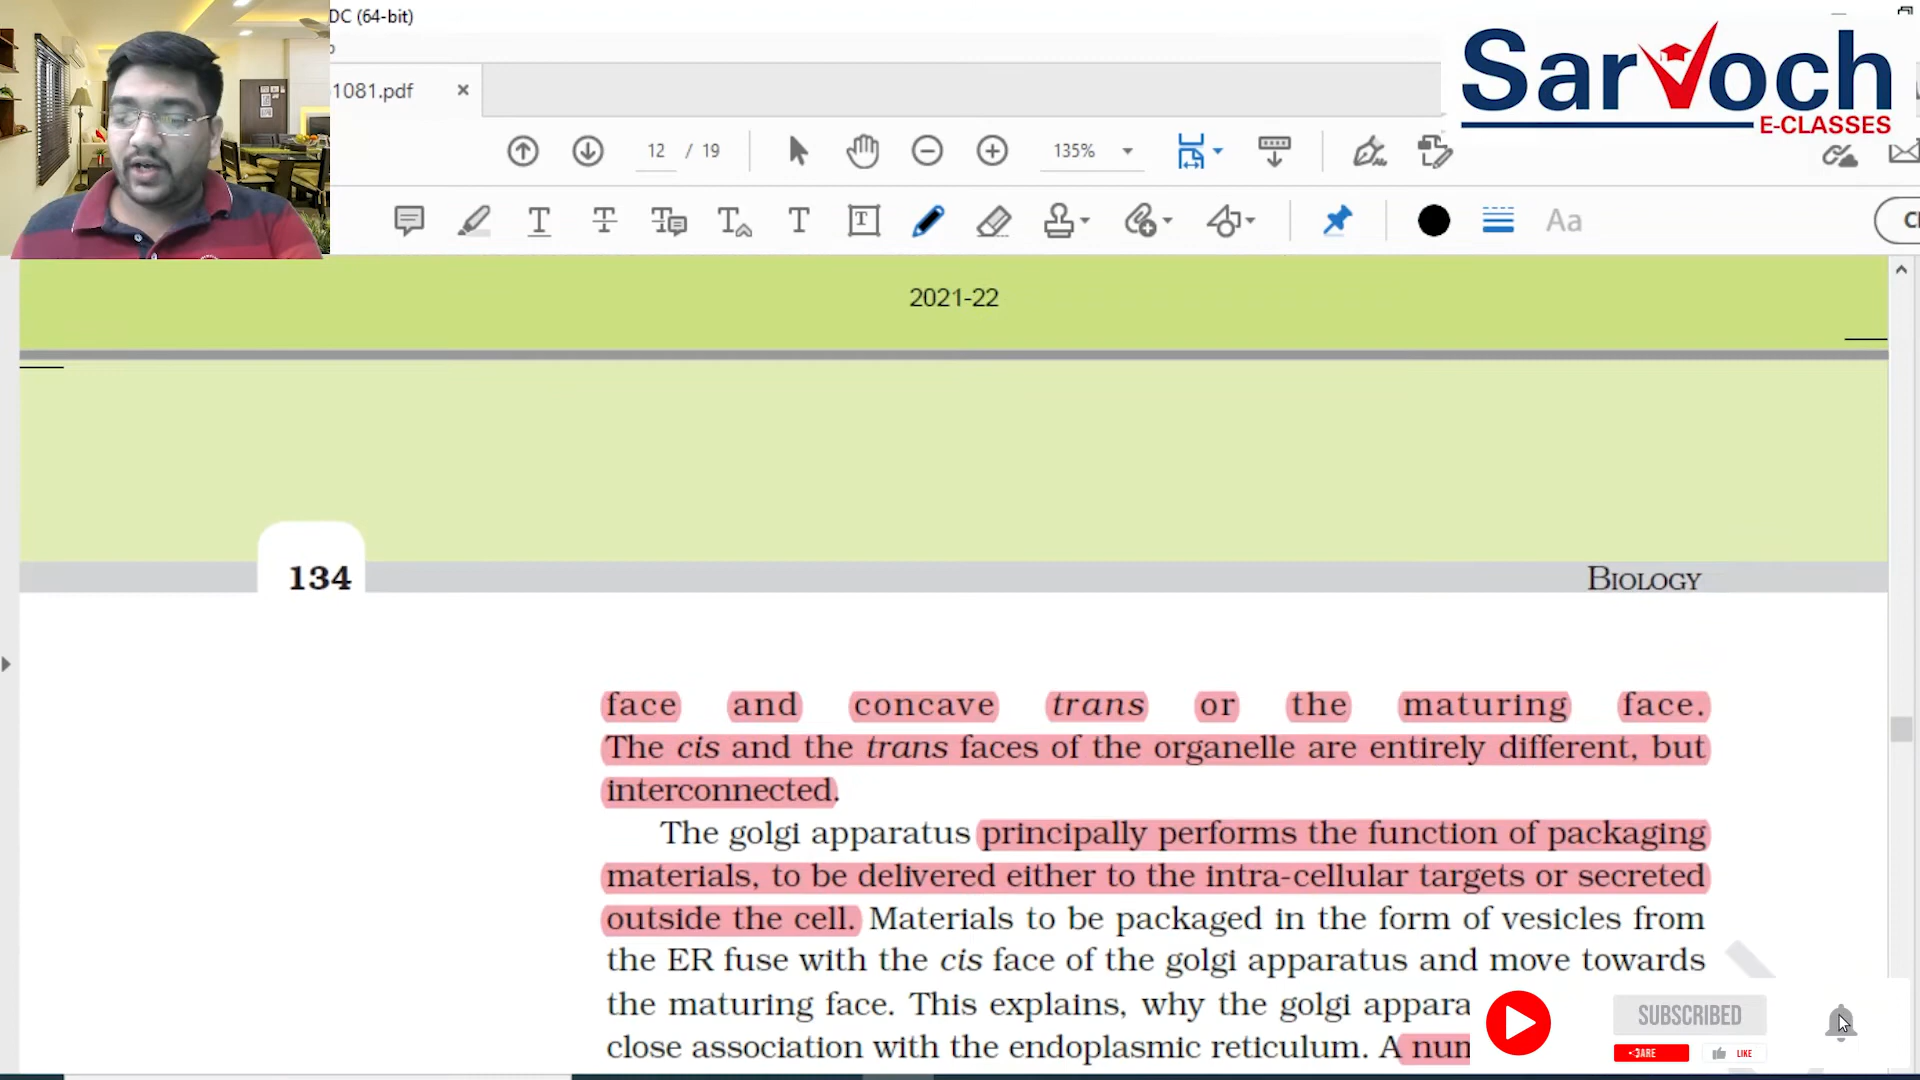 DC (64-bit)
1081.pdf
12 / 19
135%
Aa
Sarvoch
E-CLASSES
2021-22
134
BIOLOGY
face and concave trans or the maturing face.
The cis and the trans faces of the organelle are entirely different, but
interconnected.
The golgi apparatus principally performs the function of packaging
materials, to be delivered either to the intra-cellular targets or secreted
outside the cell. Materials to be packaged in the form of vesicles from
the ER fuse with the cis face of the golgi apparatus and move towards
the maturing face. This explains, why the golgi appara
close association with the endoplasmic reticulum. A num
SUBSCRIBED
LIKE